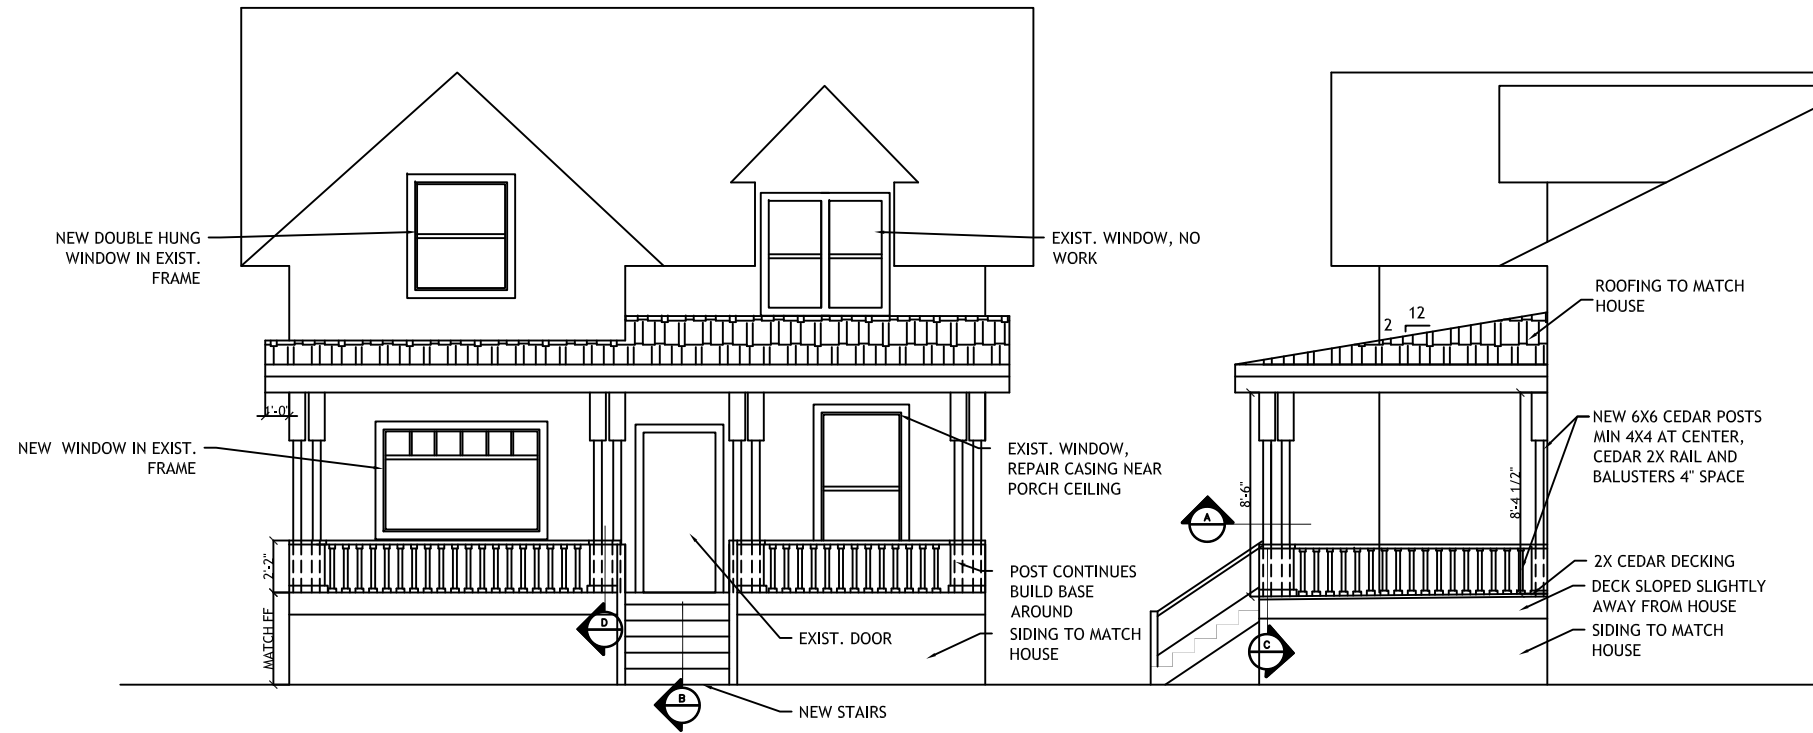 NEW DOUBLE HUNG
WINDOW IN EXIST.
FRAME
EXIST. WINDOW, NO
WORK
1'-0"
NEW WINDOW IN EXIST.
FRAME
EXIST. WINDOW,
REPAIR CASING NEAR
PORCH CEILING
2'-2"
MATCH FF
POST CONTINUES
BUILD BASE
AROUND
SIDING TO MATCH
HOUSE
EXIST. DOOR
D
B
NEW STAIRS
ROOFING TO MATCH
HOUSE
2
12
NEW 6X6 CEDAR POSTS
MIN 4X4 AT CENTER,
CEDAR 2X RAIL AND
BALUSTERS 4" SPACE
8'-6"
8'-4 1/2"
A
2X CEDAR DECKING
DECK SLOPED SLIGHTLY
AWAY FROM HOUSE
SIDING TO MATCH
HOUSE
C